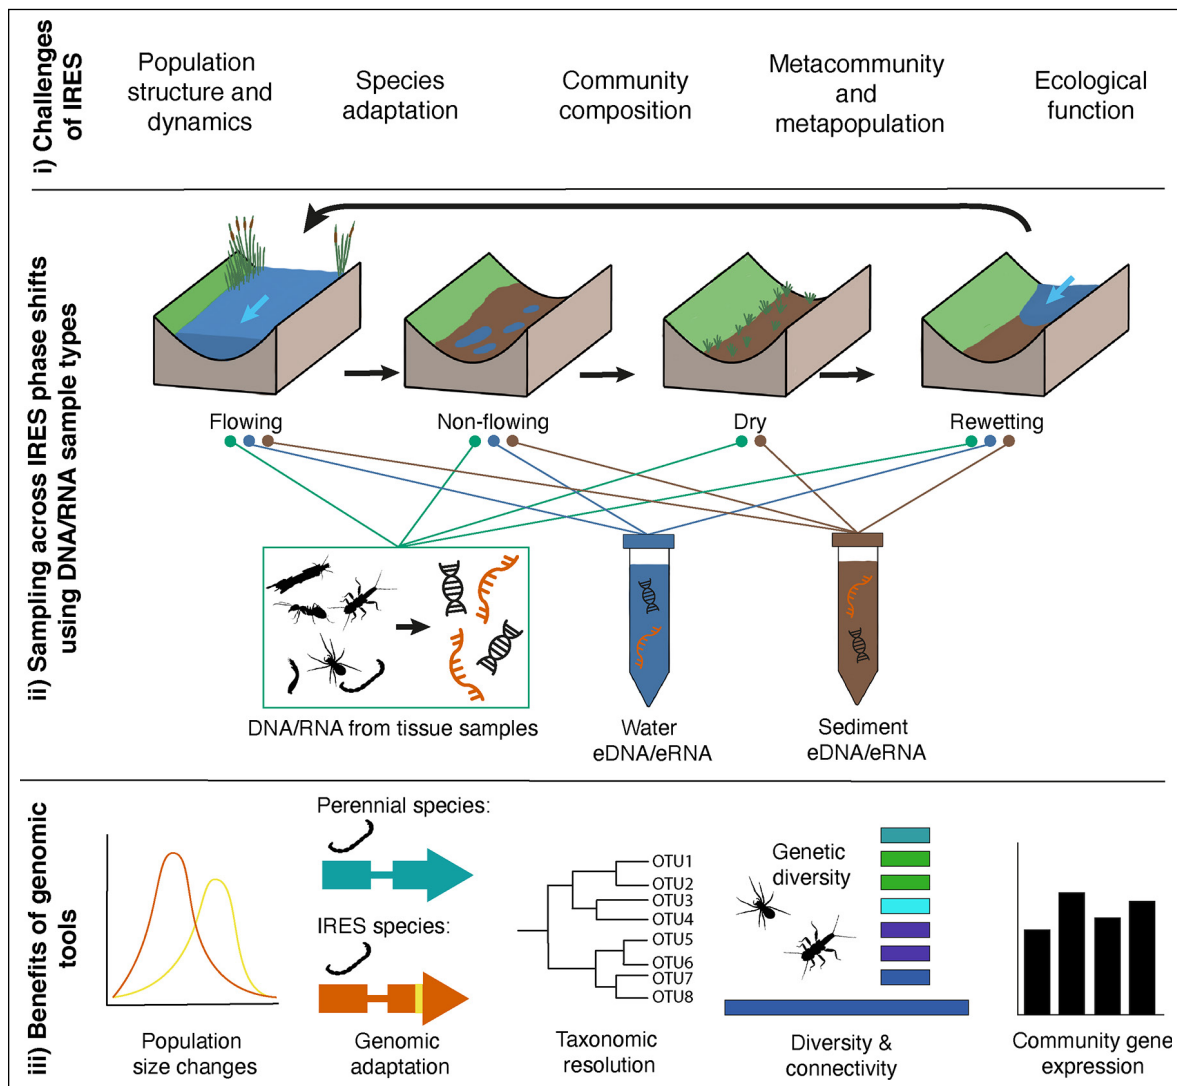 i) Challenges
of IRES
Population
structure and
dynamics
Species
adaptation
Community
composition
Metacommunity
and
metapopulation
Ecological
function
ii) Sampling across IRES phase shifts
using DNA/RNA sample types
Flowing
Non-flowing
Dry
Rewetting
DNA/RNA from tissue samples
Water
eDNA/eRNA
Sediment
eDNA/eRNA
iii) Benefits of genomic
tools
Population
size changes
Perennial species:
IRES species:
Genomic
adaptation
OTU1
OTU2
OTU3
OTU4
OTU5
OTU6
OTU7
OTU8
Taxonomic
resolution
Genetic
diversity
Diversity &
connectivity
Community gene
expression